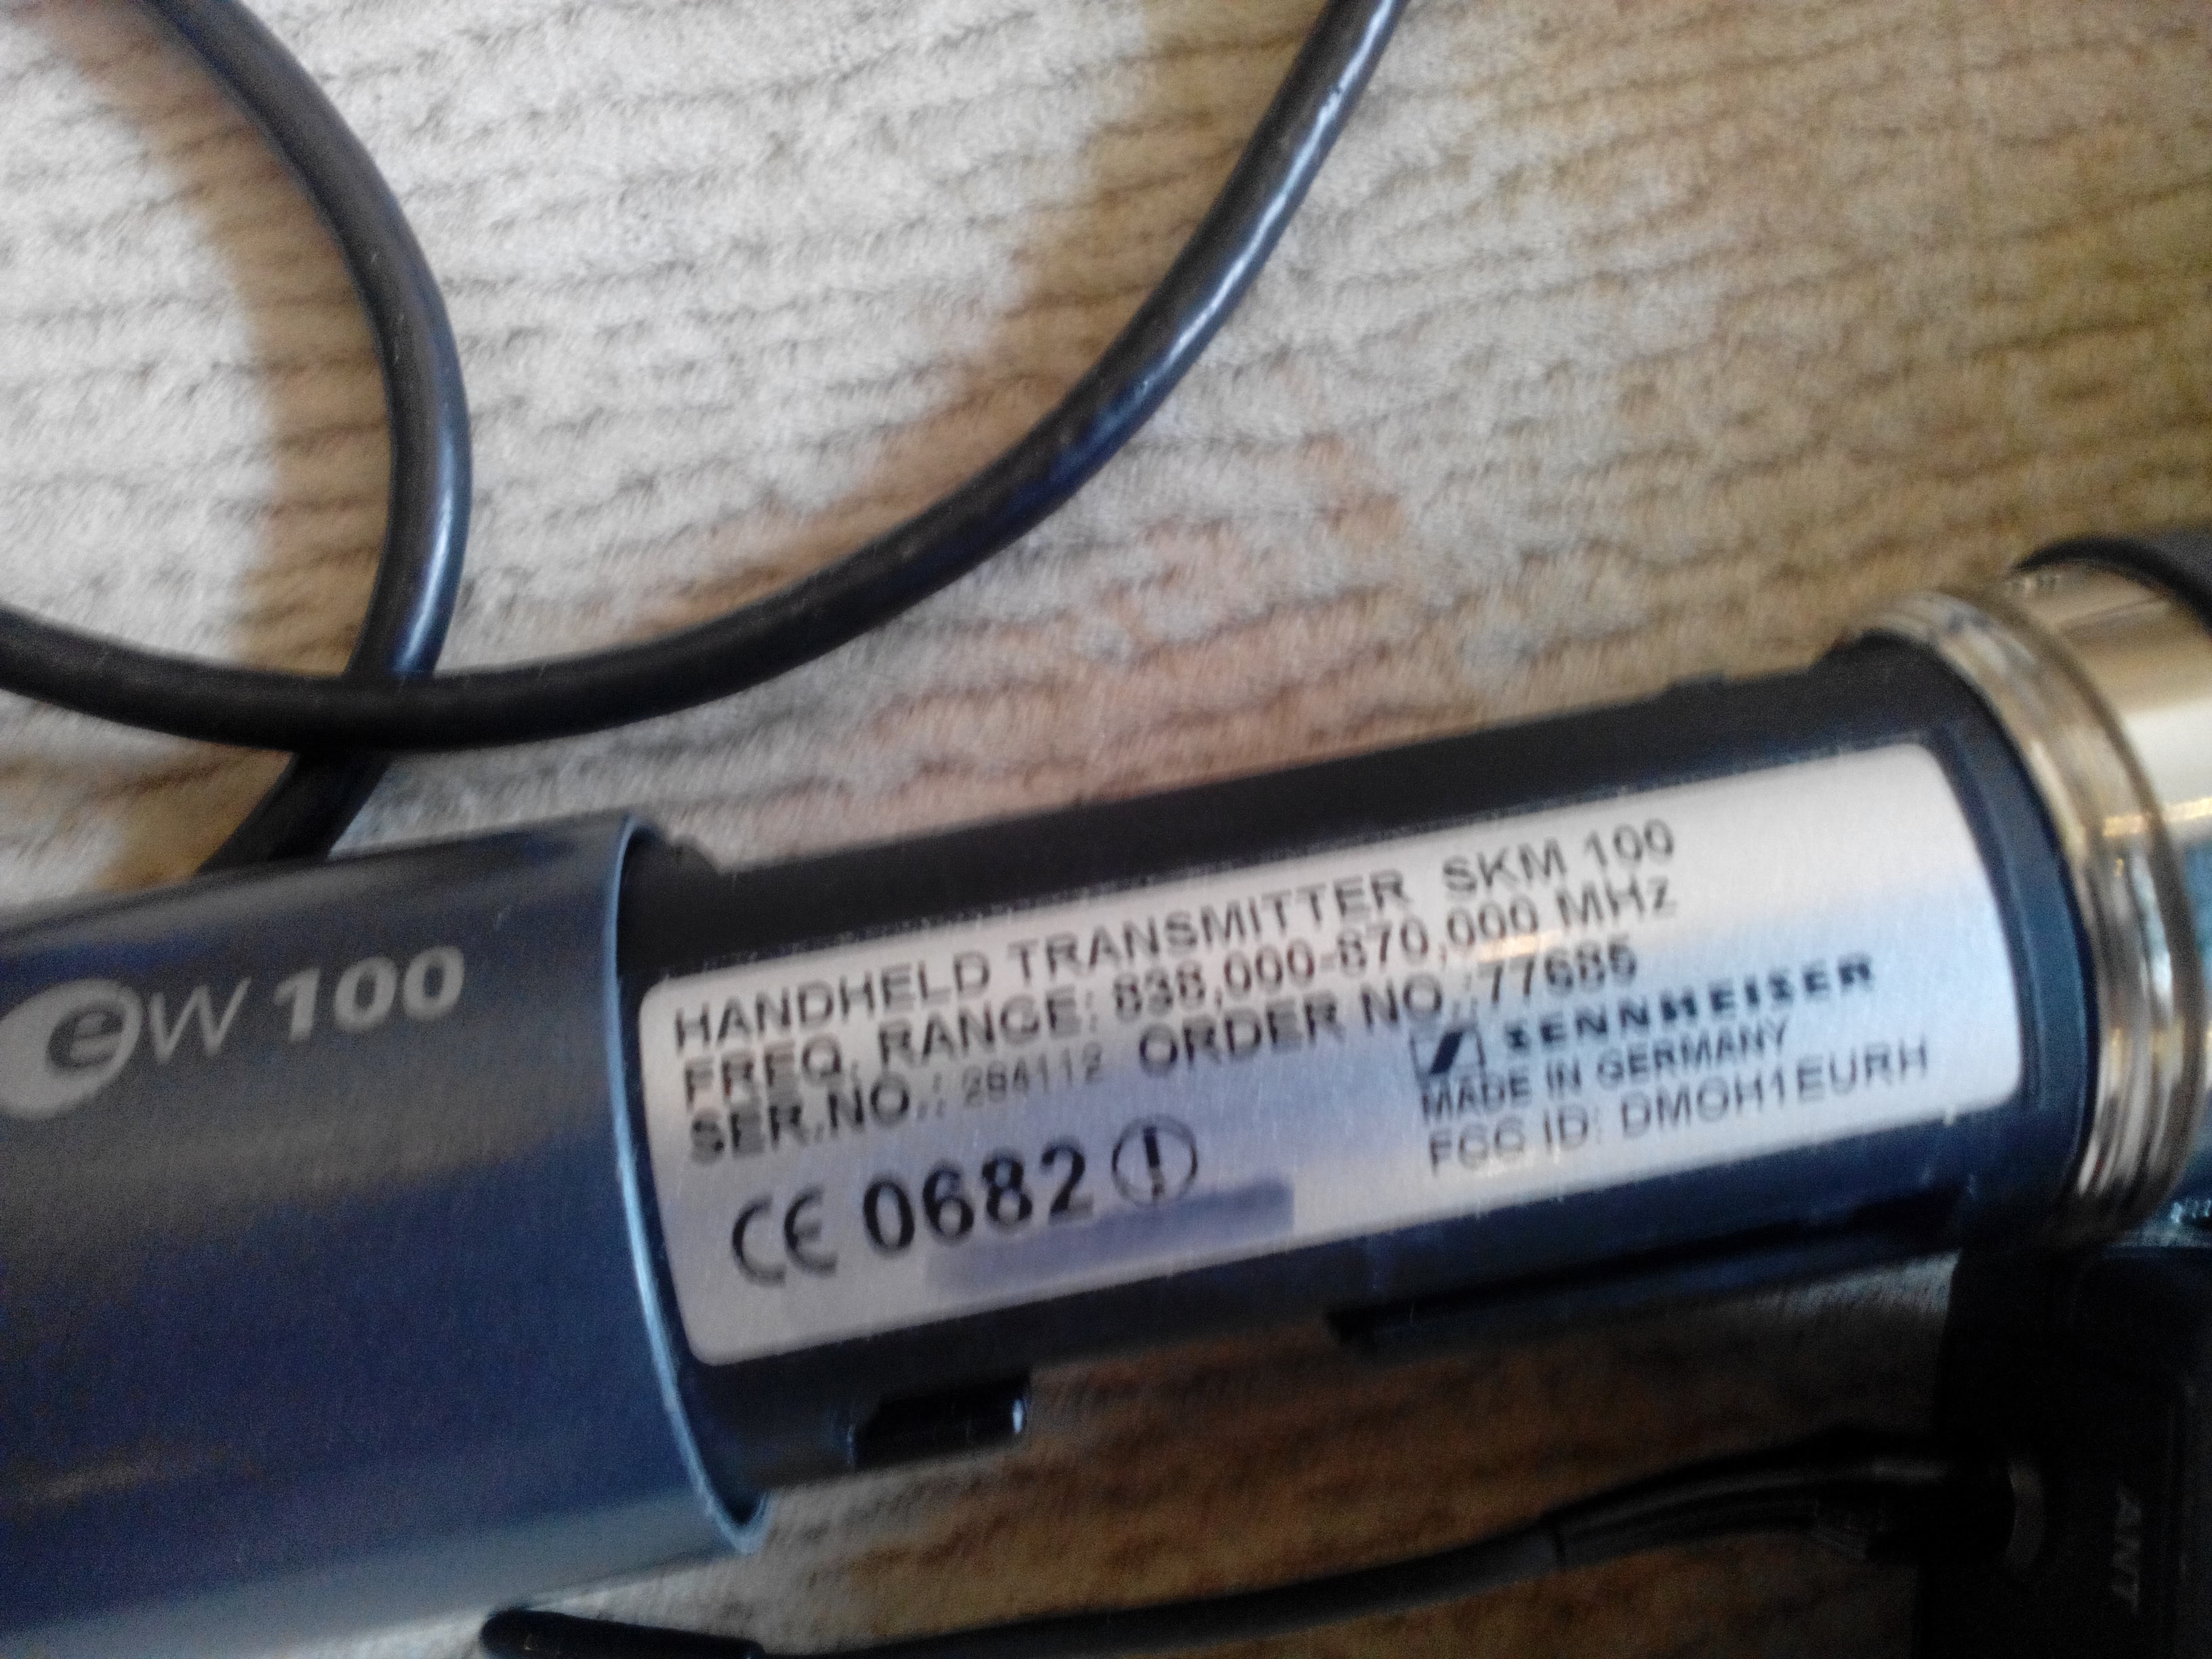 ew 100
HANDHELD TRANSMITTER SKM 100
FREQ. RANGE: 838,000-870,000 MHz
SER.NO.: 284112 ORDER NO.:77685
SENNHEISER
MADE IN GERMANY
FCC ID: DMOH1EURH
CE 0682
ANT